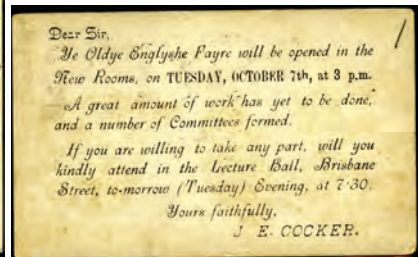 Dear Sir,
Ye Oldye Englyshe Fayre will be opened in the
New Rooms, on TUESDAY, OCTOBER 7th, at 3 p.m.
A great amount of work has yet to be done,
and a number of Committees formed.
If you are willing to take any part, will you
kindly attend in the Lecture Hall, Brisbane
Street, to-morrow (Tuesday) Evening, at 7·30.
Yours faithfully,
J. E. COCKER.